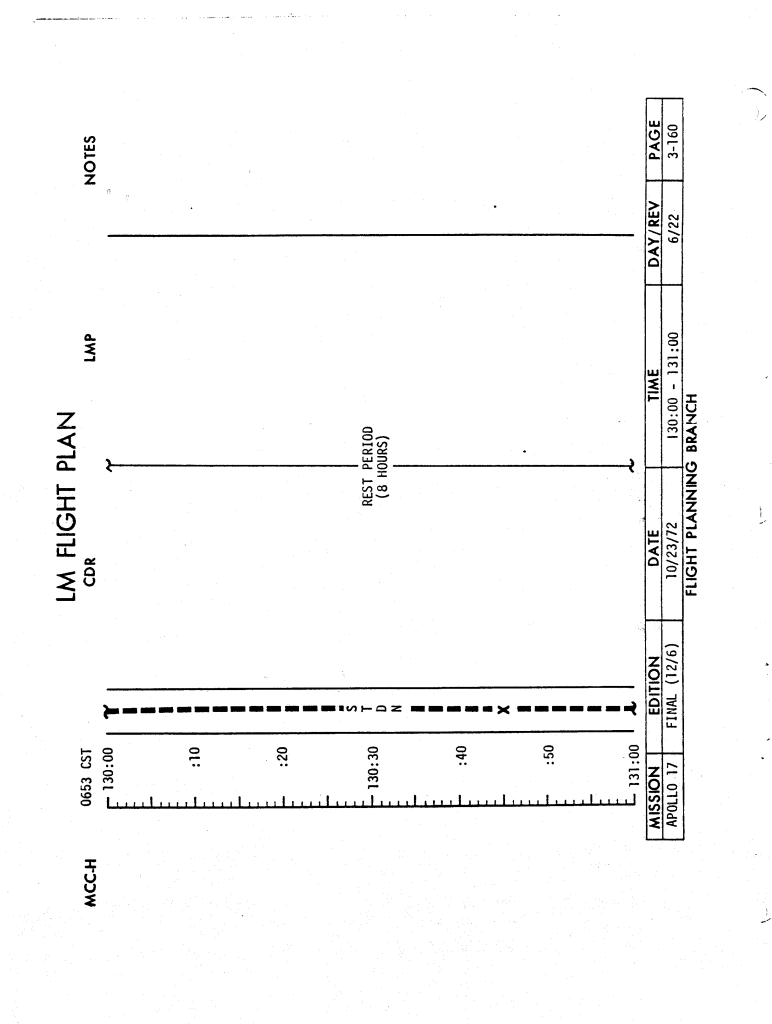 LM FLIGHT PLAN
MCC-H CDR LMP NOTES
0653 CST
130:00
:10
:20
S
T
D
N
130:30
REST PERIOD
(8 HOURS)
:40
X
:50
131:00
MISSION EDITION DATE TIME DAY/REV PAGE
APOLLO 17 FINAL (12/6) 10/23/72 130:00 - 131:00 6/22 3-160
FLIGHT PLANNING BRANCH